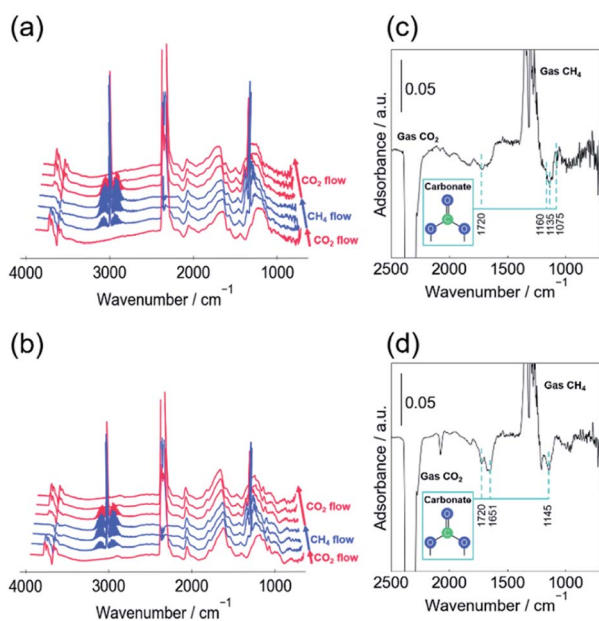 (a)
CO₂ flow
CH₄ flow
CO₂ flow
4000 3000 2000 1000
Wavenumber / cm⁻¹
(b)
CO₂ flow
CH₄ flow
CO₂ flow
4000 3000 2000 1000
Wavenumber / cm⁻¹
(c)
Absorbance / a.u.
0.05
Gas CH₄
Gas CO₂
Carbonate
O
C
O O
1720 1160 1135 1075
2500 2000 1500 1000
Wavenumber / cm⁻¹
(d)
Absorbance / a.u.
0.05
Gas CH₄
Gas CO₂
Carbonate
O
C
O O
1720 1651 1145
2500 2000 1500 1000
Wavenumber / cm⁻¹